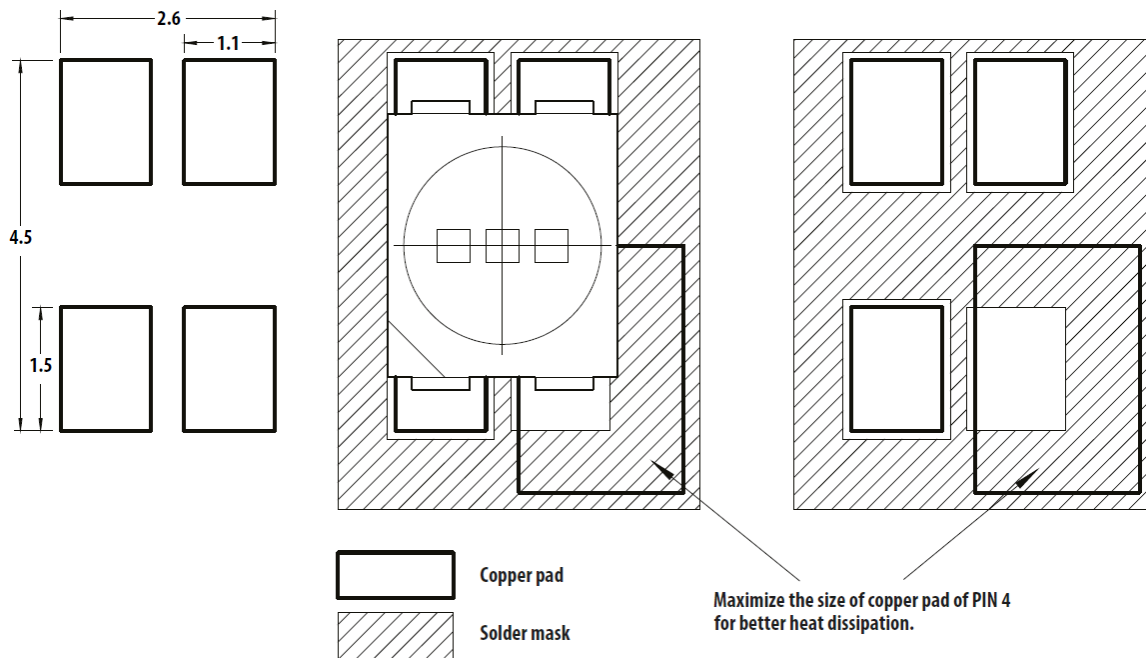 2.6
1.1
4.5
1.5
Copper pad
Solder mask
Maximize the size of copper pad of PIN 4
for better heat dissipation.